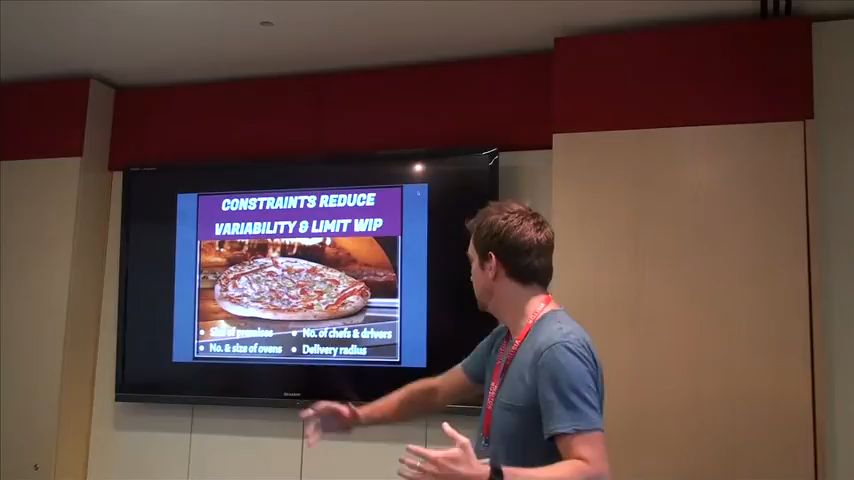 CONSTRAINTS REDUCE
VARIABILITY & LIMIT WIP
Size of premises
No. & size of ovens
No. of chefs & drivers
Delivery radius